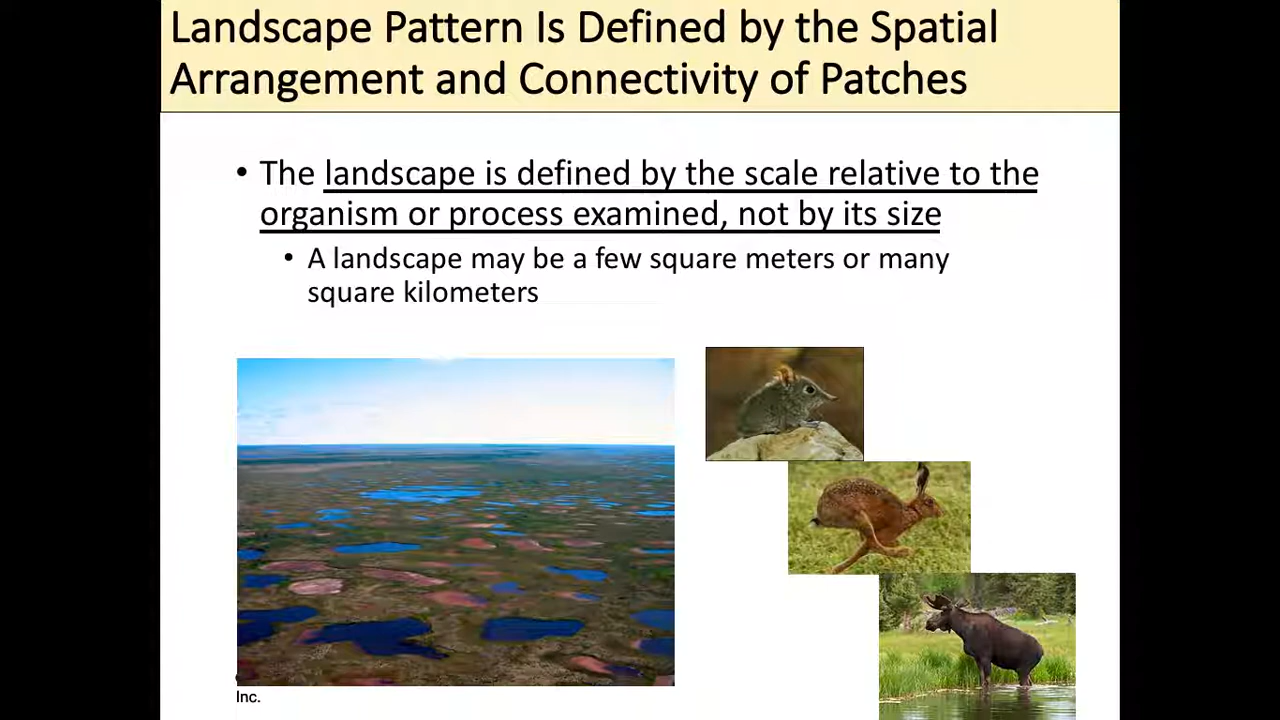 Landscape Pattern Is Defined by the Spatial
Arrangement and Connectivity of Patches
• The landscape is defined by the scale relative to the
organism or process examined, not by its size
• A landscape may be a few square meters or many
square kilometers
Inc.